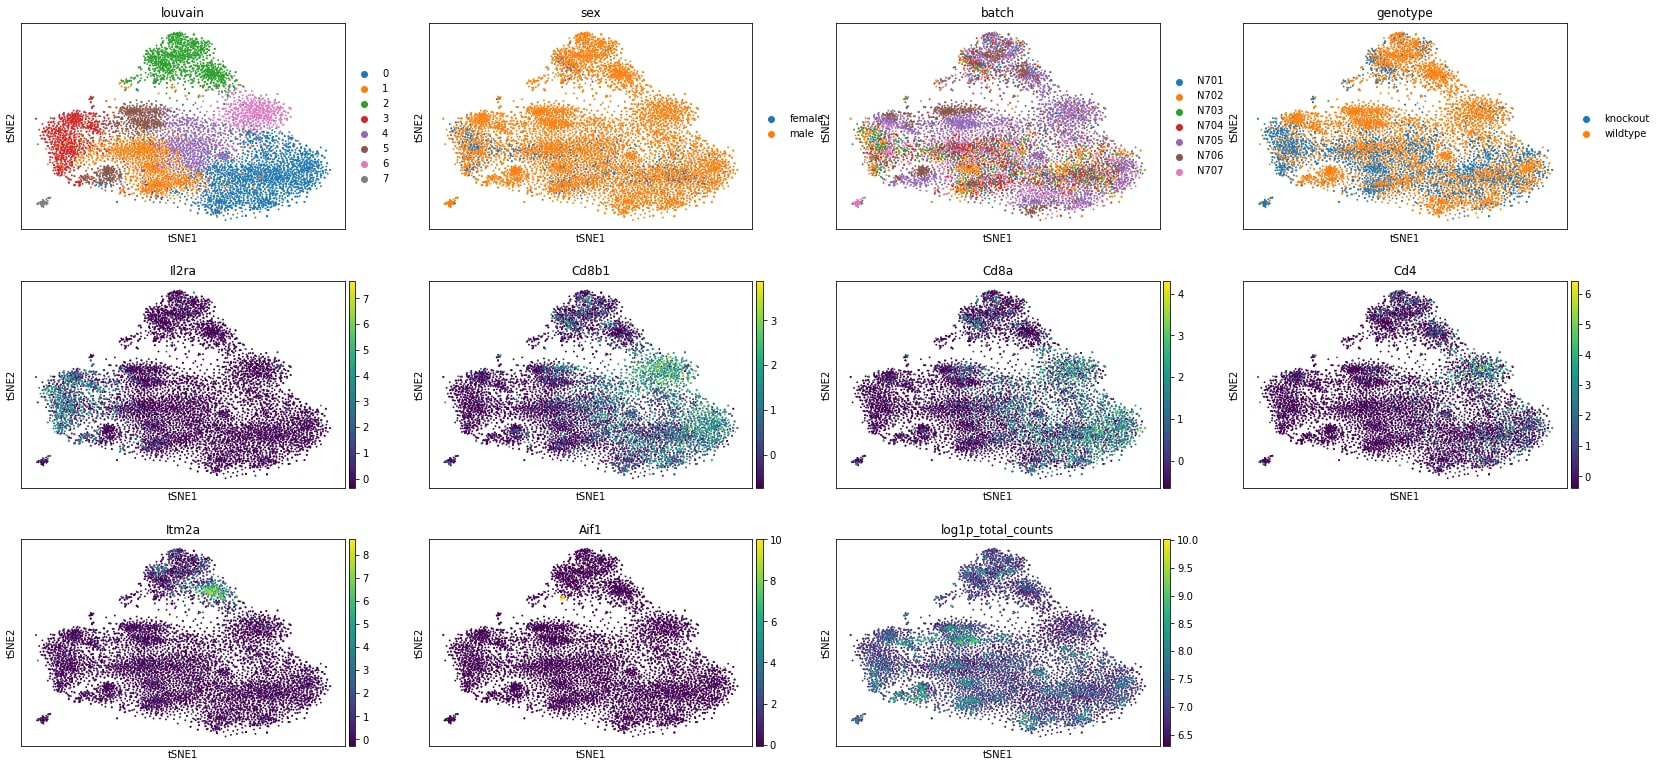 louvain
tSNE2
tSNE1
0
1
2
3
4
5
6
7
sex
tSNE2
tSNE1
female
male
batch
tSNE2
tSNE1
N701
N702
N703
N704
N705
N706
N707
genotype
tSNE2
tSNE1
knockout
wildtype
Il2ra
tSNE2
tSNE1
7
6
5
4
3
2
1
0
Cd8b1
tSNE2
tSNE1
3
2
1
0
Cd8a
tSNE2
tSNE1
4
3
2
1
0
Cd4
tSNE2
tSNE1
6
5
4
3
2
1
0
Itm2a
tSNE2
tSNE1
8
7
6
5
4
3
2
1
0
Aif1
tSNE2
tSNE1
10
8
6
4
2
0
log1p_total_counts
tSNE2
tSNE1
10.0
9.5
9.0
8.5
8.0
7.5
7.0
6.5